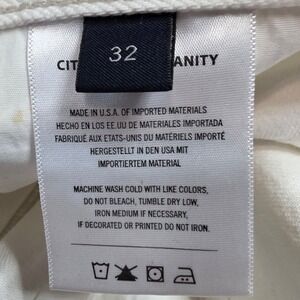 32
CIT ANITY
MADE IN U.S.A. OF IMPORTED MATERIALS
HECHO EN LOS EE.UU DE MATERIALES IMPORTADA
FABRIQUÉ AUX ETATS-UNIS DU MATÉRIELS IMPORTÉ
HERGESTELLT IN DEN USA MIT
IMPORTIERTEM MATERIAL
MACHINE WASH COLD WITH LIKE COLORS,
DO NOT BLEACH, TUMBLE DRY LOW,
IRON MEDIUM IF NECESSARY,
IF DECORATED OR PRINTED DO NOT IRON.